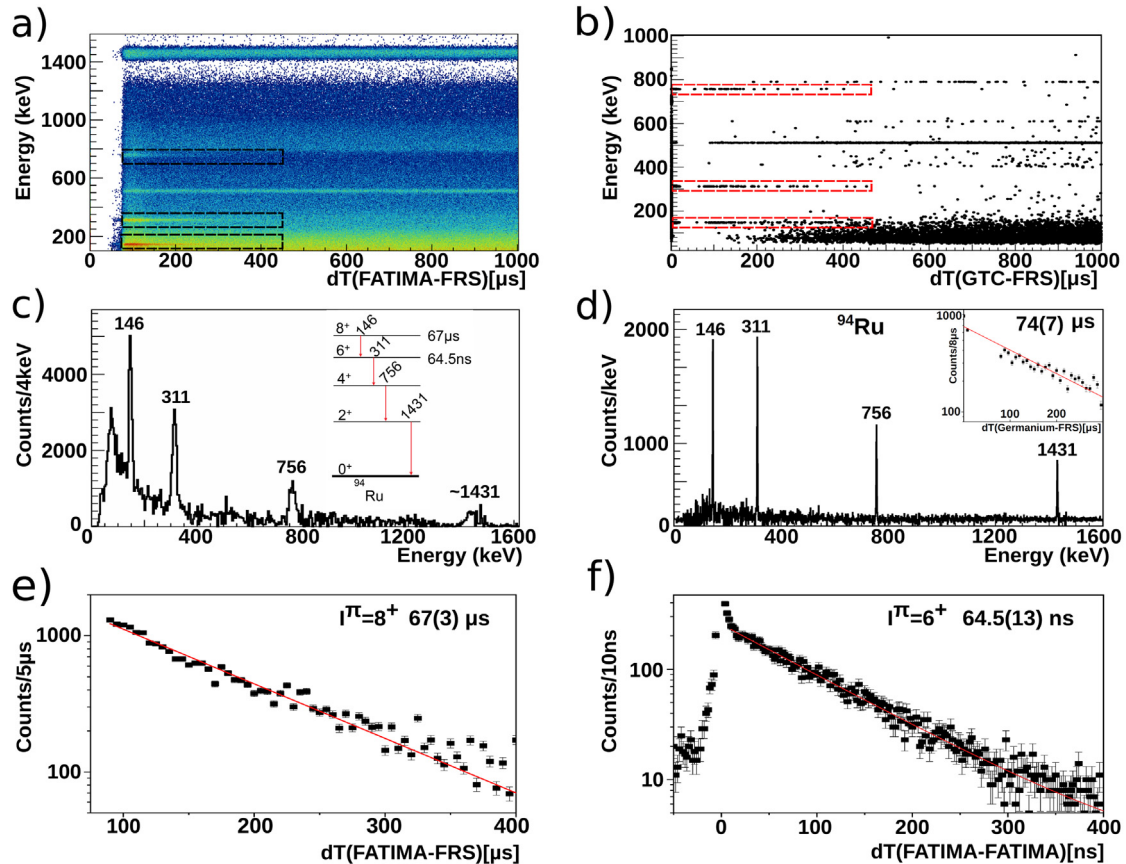 a)
1400
1000
800
600
400
200
Energy (keV)
0 200 400 600 800 1000
dT(FATIMA-FRS)[µs]
b)
1000
800
600
400
200
Energy (keV)
0 200 400 600 800 1000
dT(GTC-FRS)[µs]
c)
4000
2000
0
Counts/4keV
146
311
756
~1431
8⁺ 146 67µs
6⁺ 311 64.5ns
4⁺ 756
2⁺ 1431
0⁺
⁹⁴Ru
0 400 800 1200 1600
Energy (keV)
d)
2000
1000
0
Counts/keV
146
311
⁹⁴Ru
756
1431
74(7) µs
1000
100
Counts/8µs
100 200
dT(Germanium-FRS)[µs]
0 400 800 1200 1600
Energy (keV)
e)
1000
100
Counts/5µs
I^π=8⁺ 67(3) µs
100 200 300 400
dT(FATIMA-FRS)[µs]
f)
100
10
Counts/10ns
I^π=6⁺ 64.5(13) ns
0 100 200 300 400
dT(FATIMA-FATIMA)[ns]